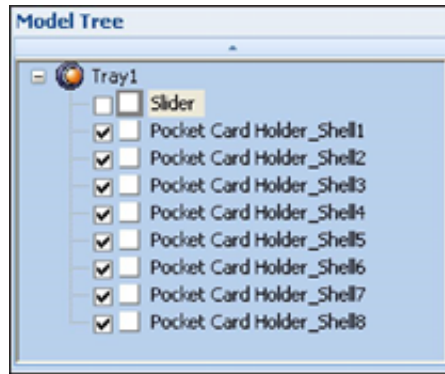 Model Tree
Tray1
Slider
Pocket Card Holder_Shell1
Pocket Card Holder_Shell2
Pocket Card Holder_Shell3
Pocket Card Holder_Shell4
Pocket Card Holder_Shell5
Pocket Card Holder_Shell6
Pocket Card Holder_Shell7
Pocket Card Holder_Shell8